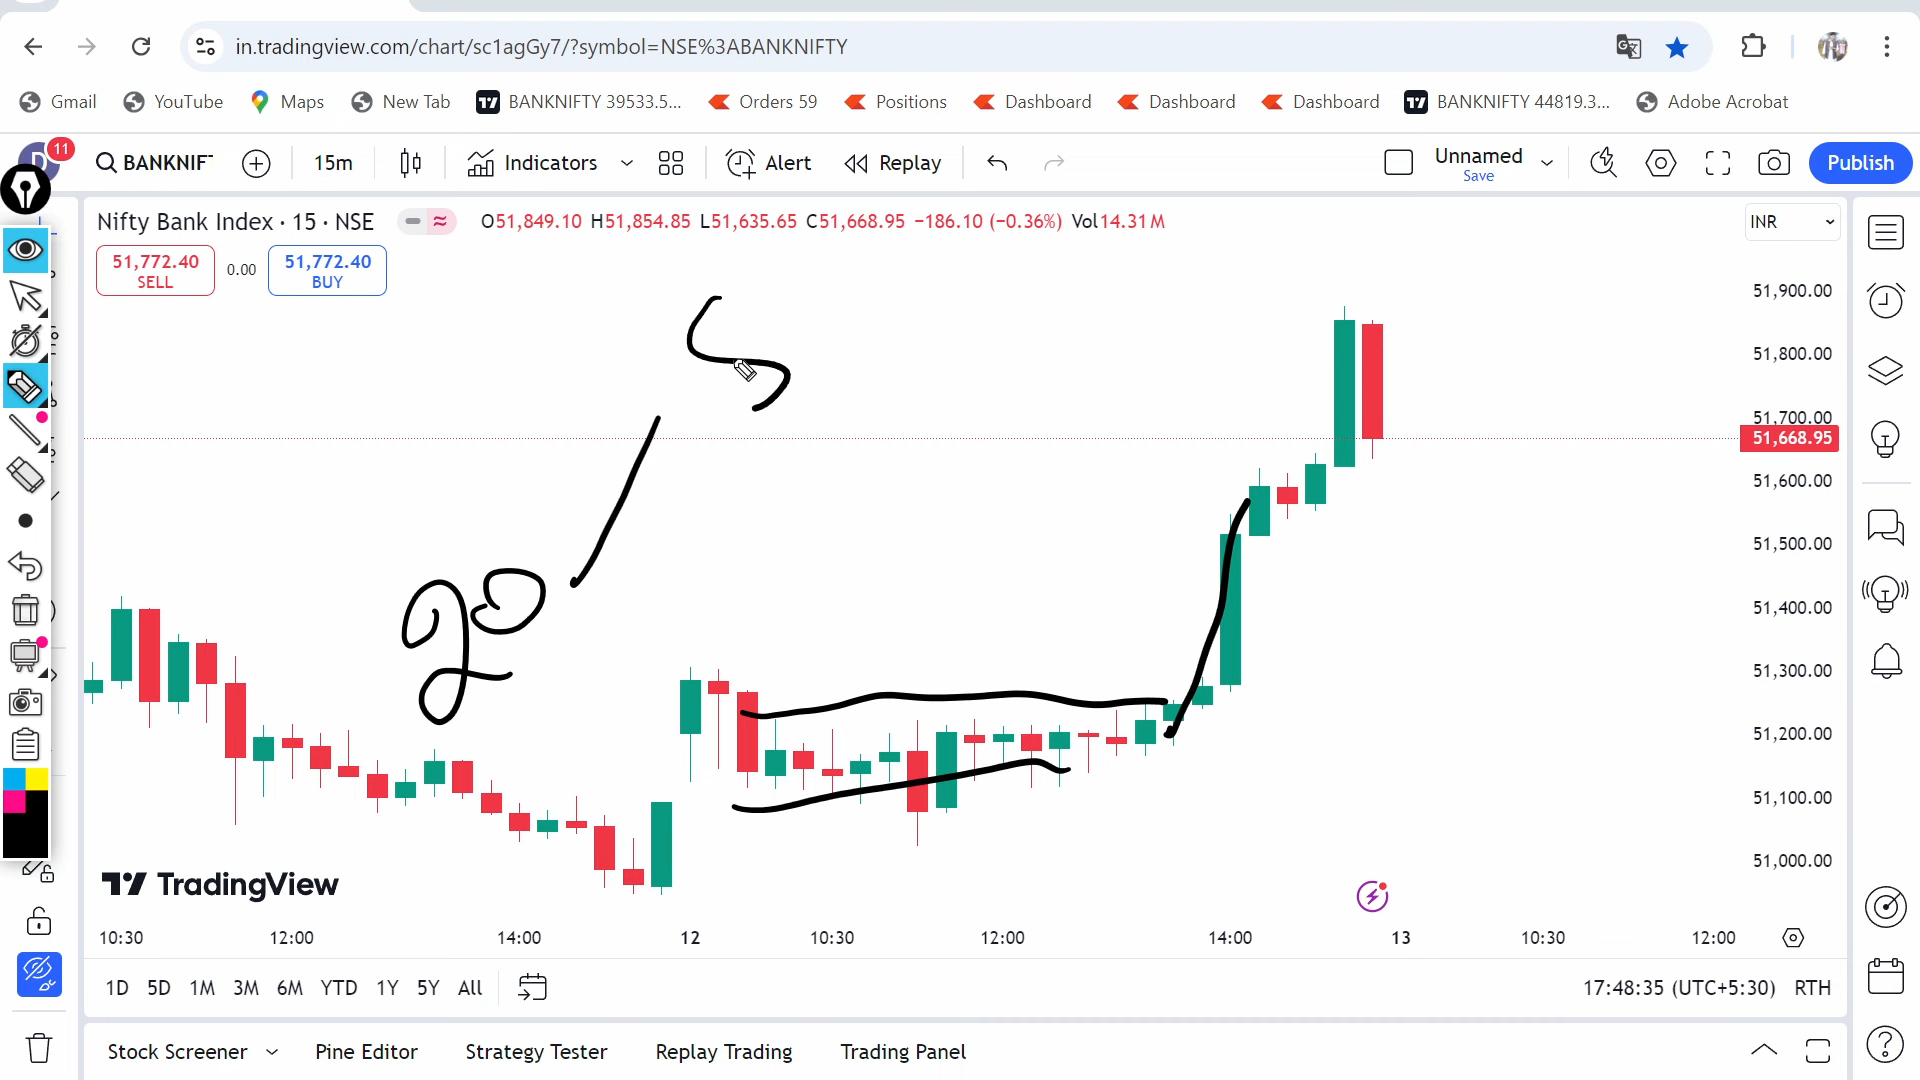 in.tradingview.com/chart/sc1agGy7/?symbol=NSE%3ABANKNIFTY
Gmail YouTube Maps New Tab BANKNIFTY 39533.5... Orders 59 Positions Dashboard Dashboard Dashboard BANKNIFTY 44819.3... Adobe Acrobat
D 11 BANKNIF 15m Indicators Alert Replay Unnamed Save Publish
Nifty Bank Index · 15 · NSE O51,849.10 H51,854.85 L51,635.65 C51,668.95 −186.10 (−0.36%) Vol14.31 M INR
51,772.40 SELL 0.00 51,772.40 BUY
51,900.00
51,800.00
51,700.00
51,668.95
51,600.00
51,500.00
51,400.00
51,300.00
51,200.00
51,100.00
51,000.00
TradingView
10:30 12:00 14:00 12 10:30 12:00 14:00 13 10:30 12:00
1D 5D 1M 3M 6M YTD 1Y 5Y All 17:48:35 (UTC+5:30) RTH
Stock Screener Pine Editor Strategy Tester Replay Trading Trading Panel